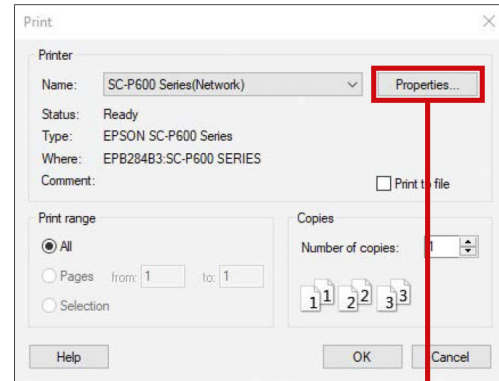 Print
Printer
Name: SC-P600 Series(Network) Properties...
Status: Ready
Type: EPSON SC-P600 Series
Where: EPB284B3:SC-P600 SERIES
Comment: Print to file
Print range
All
Pages from: 1 to: 1
Selection
Copies
Number of copies: 1
1 1 2 2 3 3
Help OK Cancel